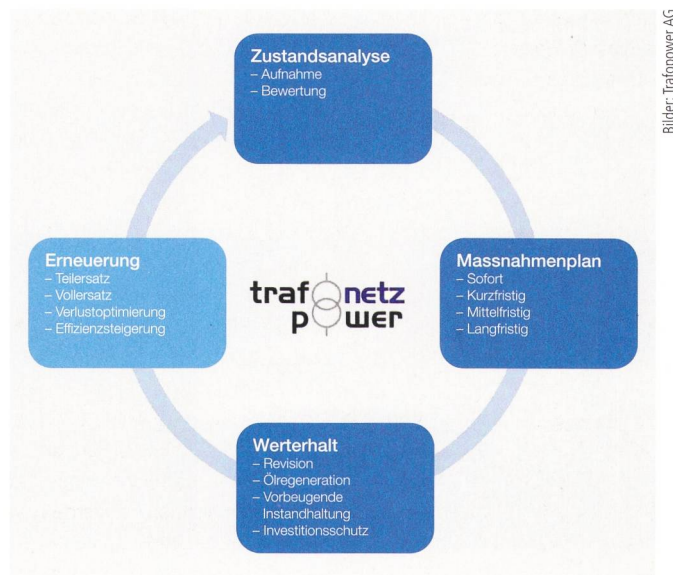 Zustandsanalyse
– Aufnahme
– Bewertung
Bilder: Trafopower AG
Erneuerung
– Teilersatz
– Vollersatz
– Verlustoptimierung
– Effizienzsteigerung
trafo netz
power
Massnahmenplan
– Sofort
– Kurzfristig
– Mittelfristig
– Langfristig
Werterhalt
– Revision
– Ölregeneration
– Vorbeugende
Instandhaltung
– Investitionsschutz